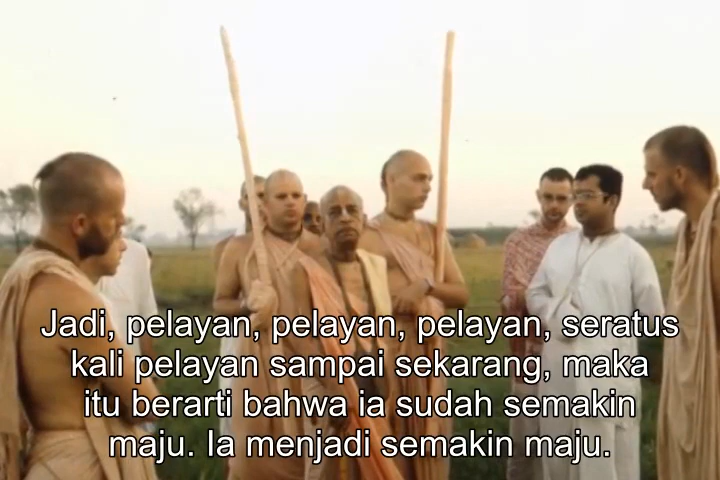 Jadi, pelayan, pelayan, pelayan, seratus
kali pelayan sampai sekarang, maka
itu berarti bahwa ia sudah semakin
maju. Ia menjadi semakin maju.